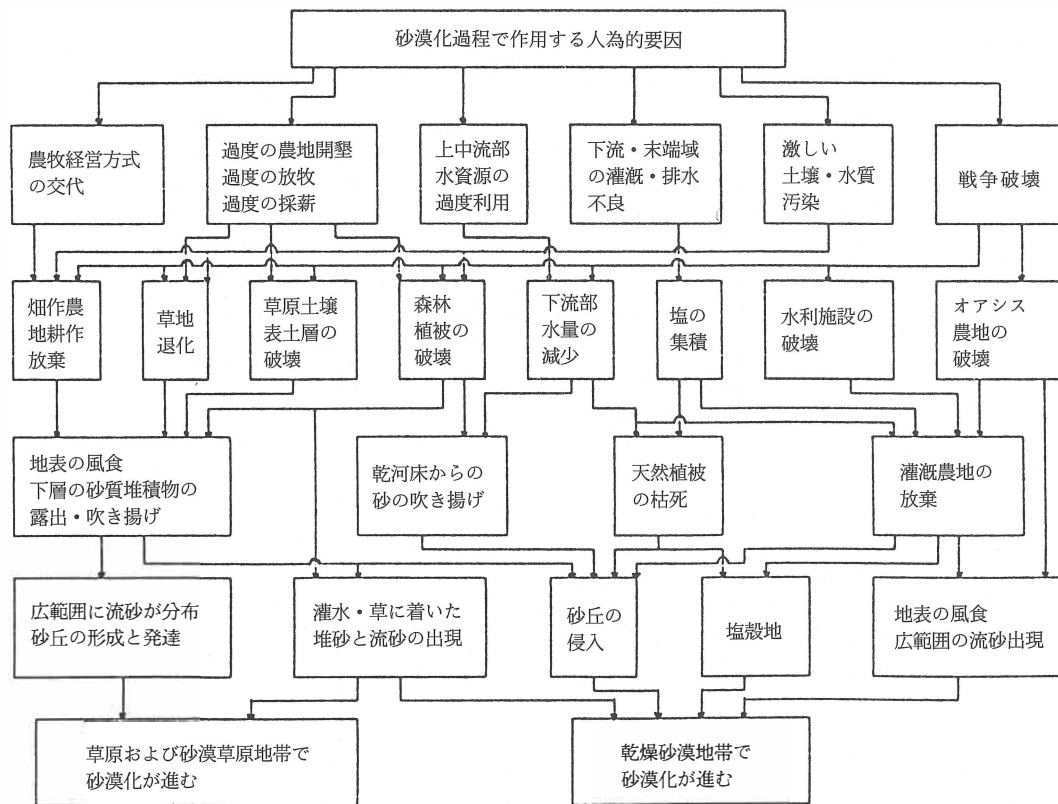 砂漠化過程で作用する人為的要因
農牧経営方式
の交代
過度の農地開墾
過度の放牧
過度の採薪
上中流部
水資源の
過度利用
下流・末端域
の灌漑・排水
不良
激しい
土壌・水質
汚染
戦争破壊
畑作農
地耕作
放棄
草地
退化
草原土壌
表土層の
破壊
森林
植被の
破壊
下流部
水量の
減少
塩の
集積
水利施設の
破壊
オアシス
農地の
破壊
地表の風食
下層の砂質堆積物の
露出・吹き揚げ
乾河床からの
砂の吹き揚げ
天然植被
の枯死
灌漑農地の
放棄
広範囲に流砂が分布
砂丘の形成と発達
灌水・草に着いた
堆砂と流砂の出現
砂丘の
侵入
塩殻地
地表の風食
広範囲の流砂出現
草原および砂漠草原地帯で
砂漠化が進む
乾燥砂漠地帯で
砂漠化が進む